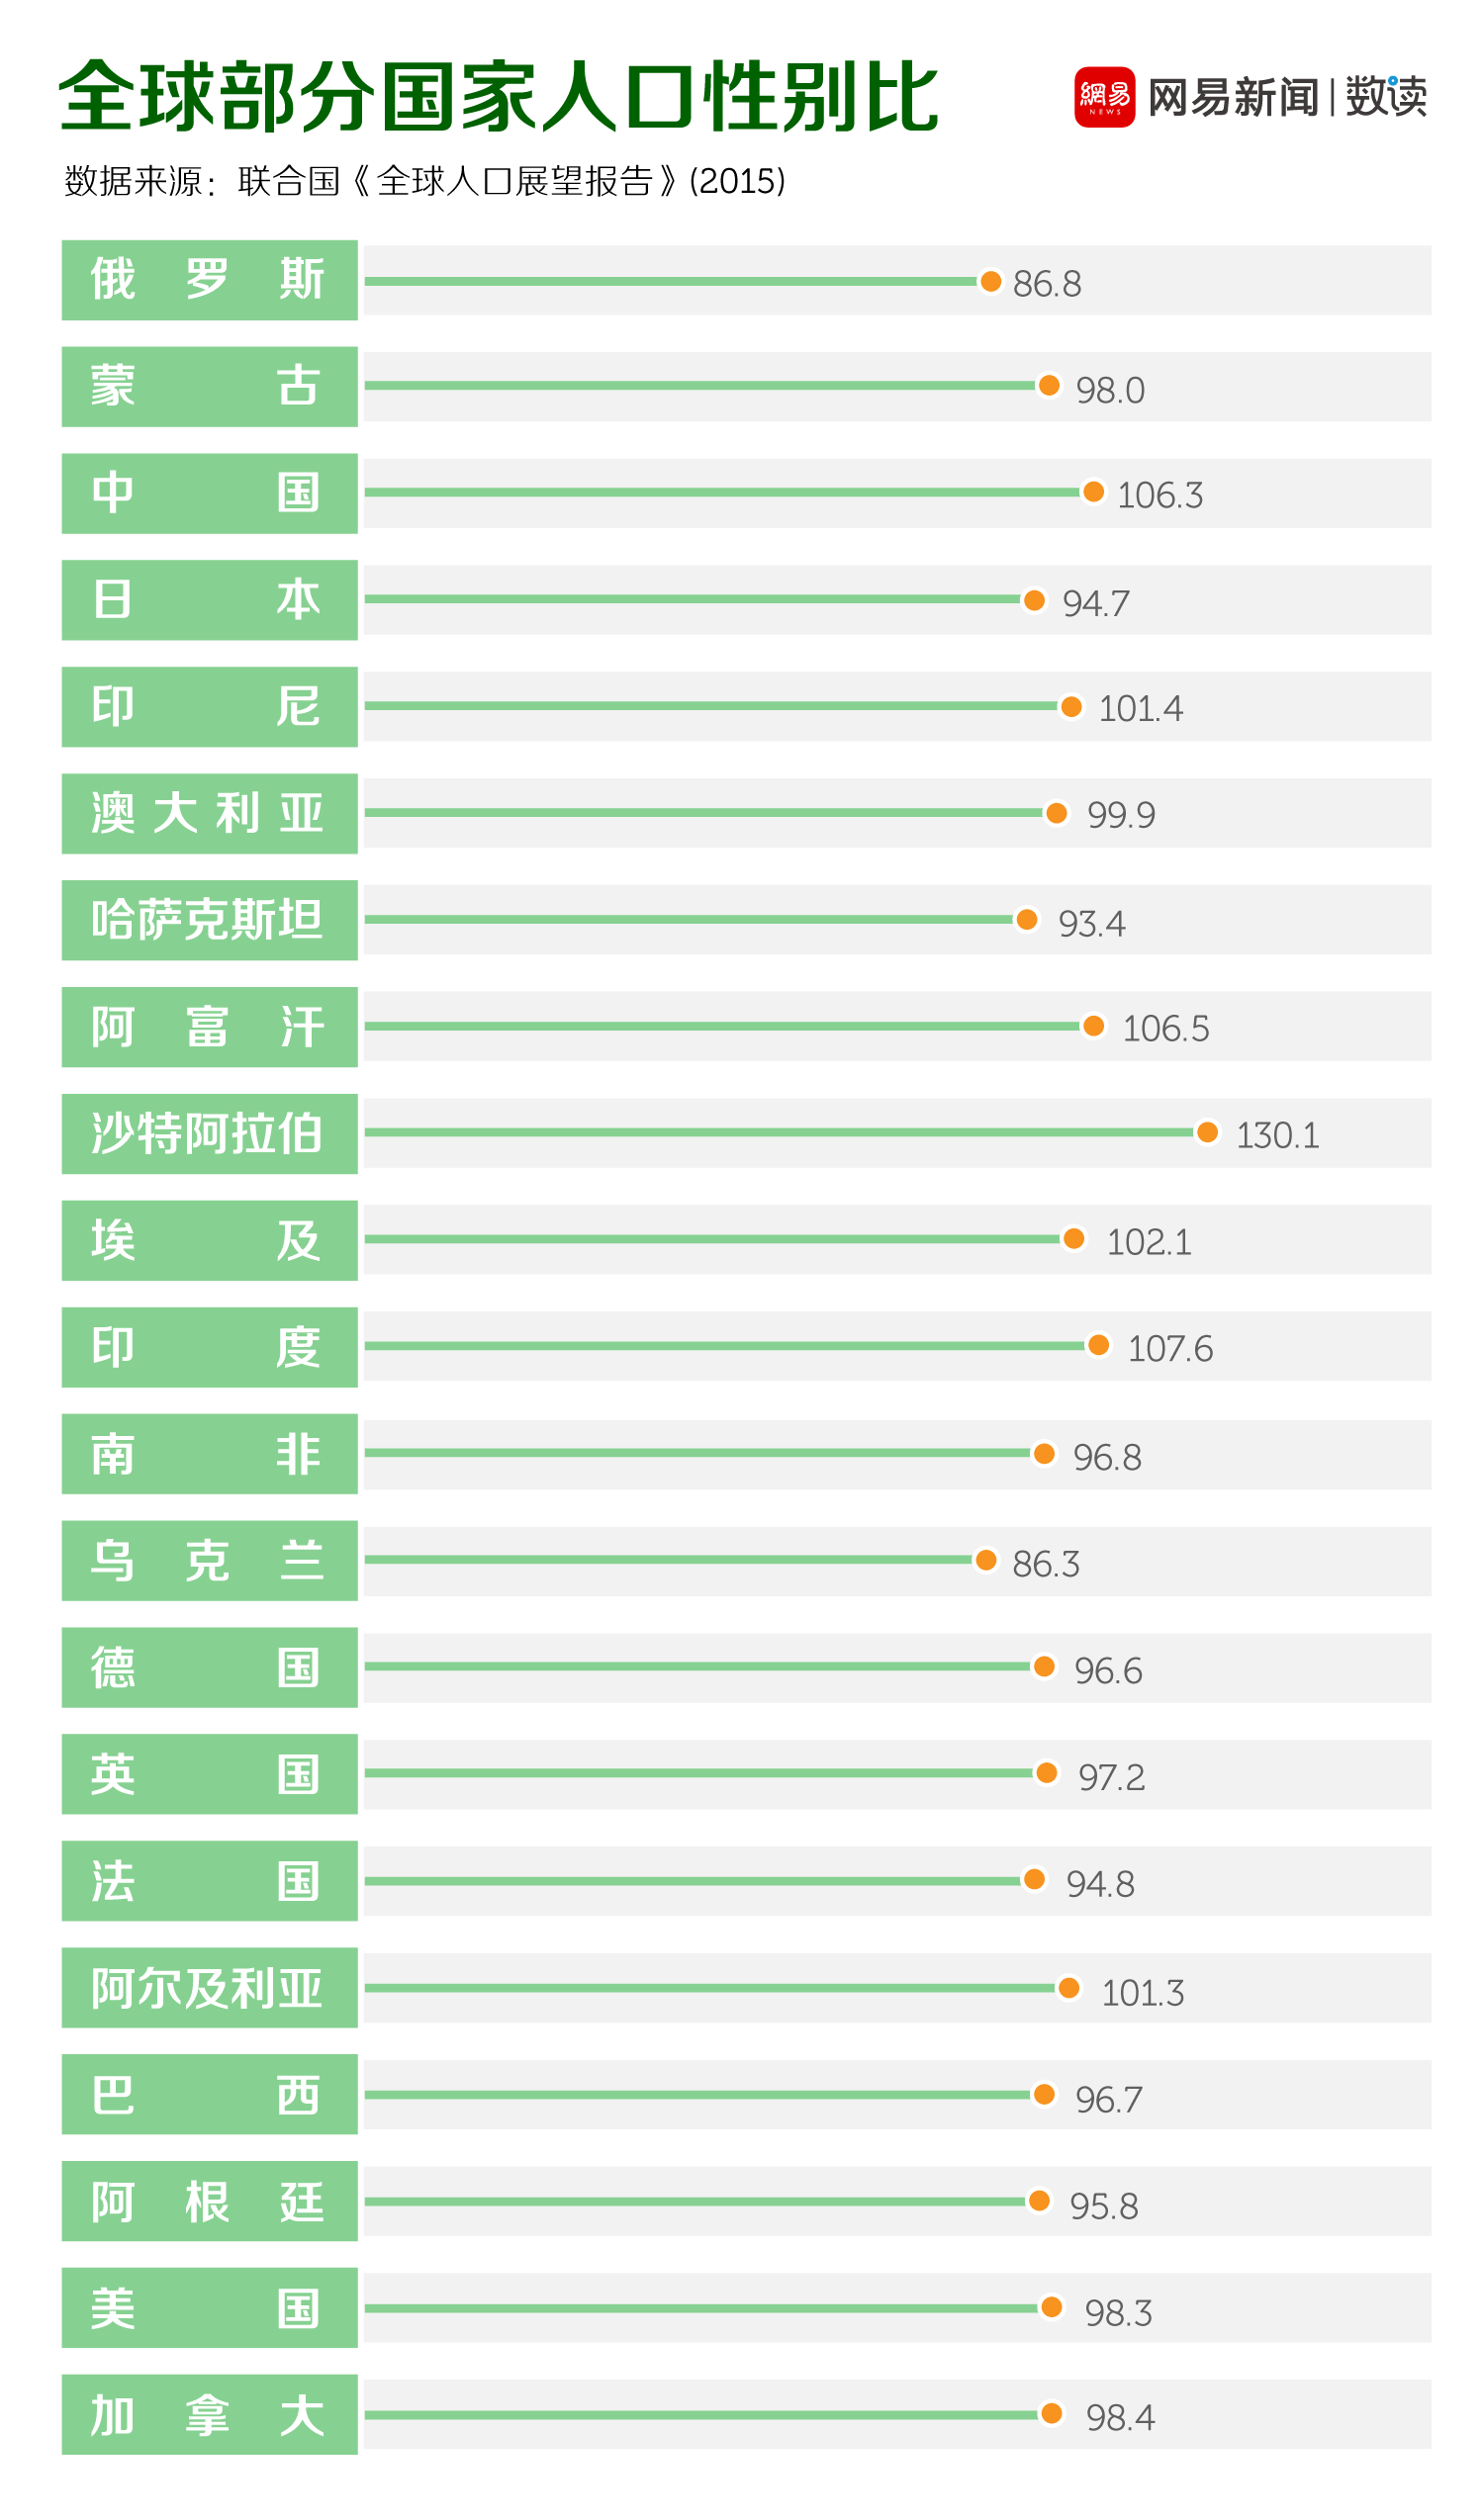 全球部分国家人口性别比
網易 NEWS 网易新闻 | 数读
数据来源：联合国《全球人口展望报告》(2015)
俄罗斯 86.8
蒙古 98.0
中国 106.3
日本 94.7
印尼 101.4
澳大利亚 99.9
哈萨克斯坦 93.4
阿富汗 106.5
沙特阿拉伯 130.1
埃及 102.1
印度 107.6
南非 96.8
乌克兰 86.3
德国 96.6
英国 97.2
法国 94.8
阿尔及利亚 101.3
巴西 96.7
阿根廷 95.8
美国 98.3
加拿大 98.4